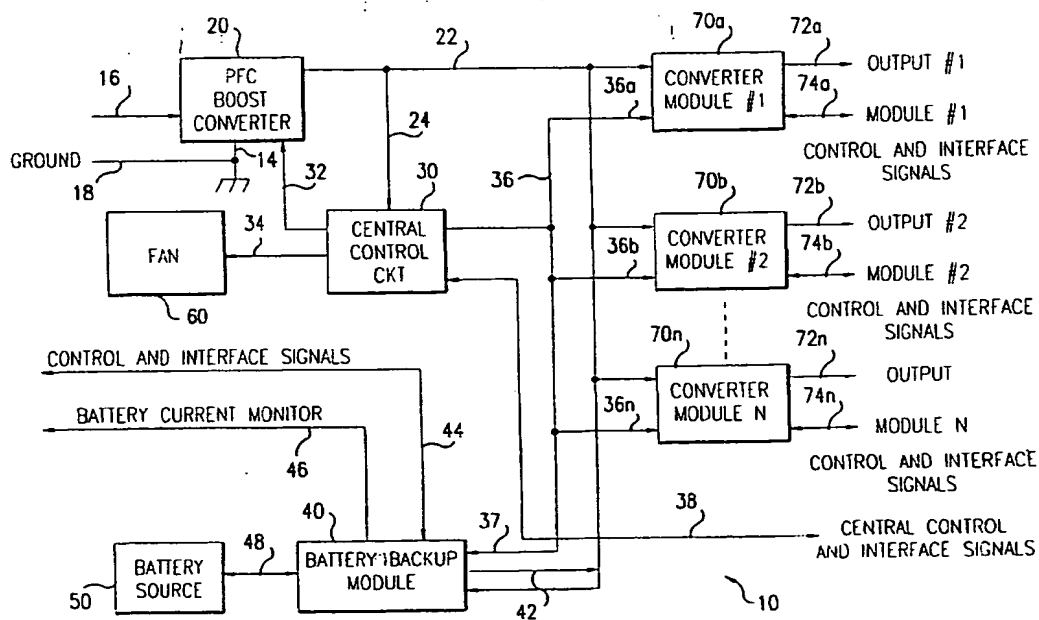 20
PFC
BOOST
CONVERTER
16
22
70a
CONVERTER
MODULE #1
72a
OUTPUT #1
36a
74a
MODULE #1
CONTROL AND INTERFACE
SIGNALS
24
14
GROUND
18
32
30
CENTRAL
CONTROL
CKT
34
FAN
60
36
70b
CONVERTER
MODULE #2
72b
OUTPUT #2
36b
74b
MODULE #2
CONTROL AND INTERFACE
SIGNALS
70n
CONVERTER
MODULE N
72n
OUTPUT
36n
74n
MODULE N
CONTROL AND INTERFACE
SIGNALS
CONTROL AND INTERFACE SIGNALS
BATTERY CURRENT MONITOR
46
44
38
CENTRAL CONTROL
AND INTERFACE SIGNALS
40
37
BATTERY BACKUP
MODULE
48
BATTERY
SOURCE
50
42
10